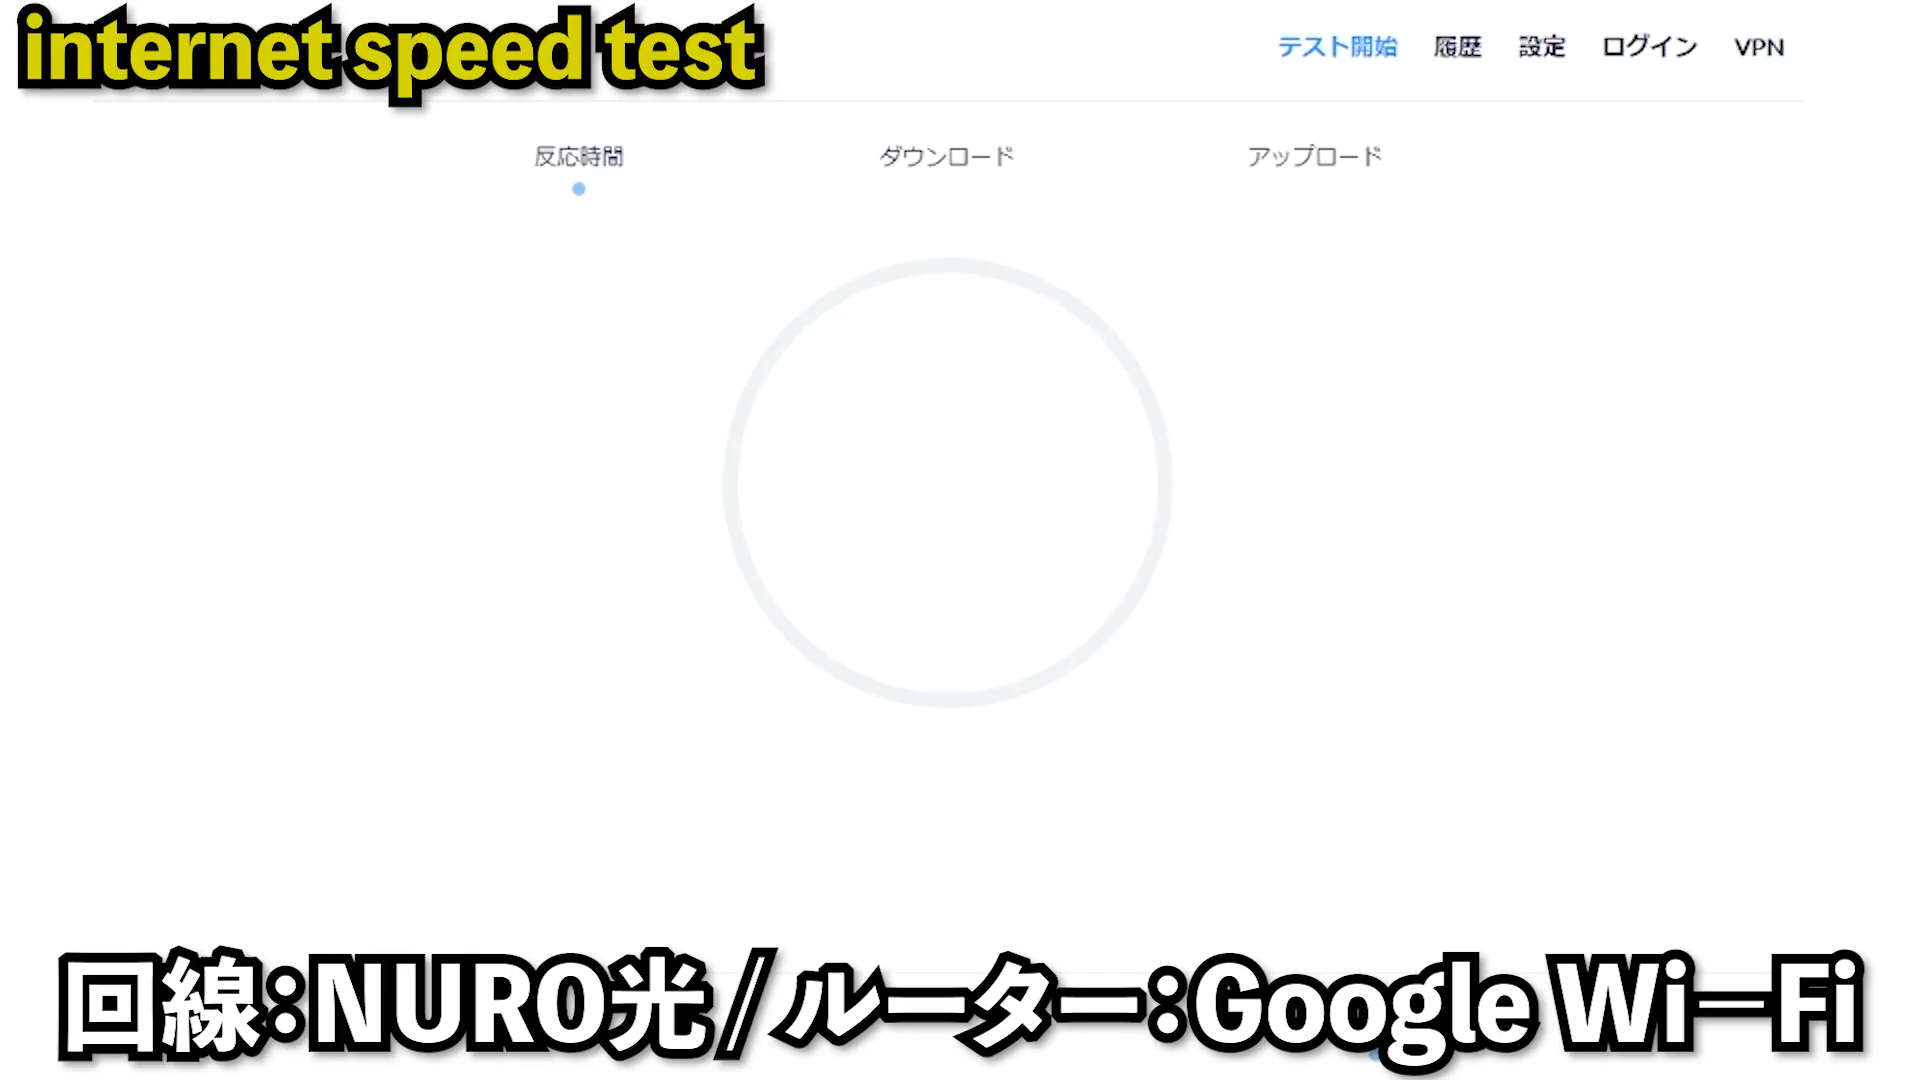 internet speed test
テスト開始 履歴 設定 ログイン VPN
反応時間 ダウンロード アップロード
回線：NURO光/ルーター：Google Wi-Fi